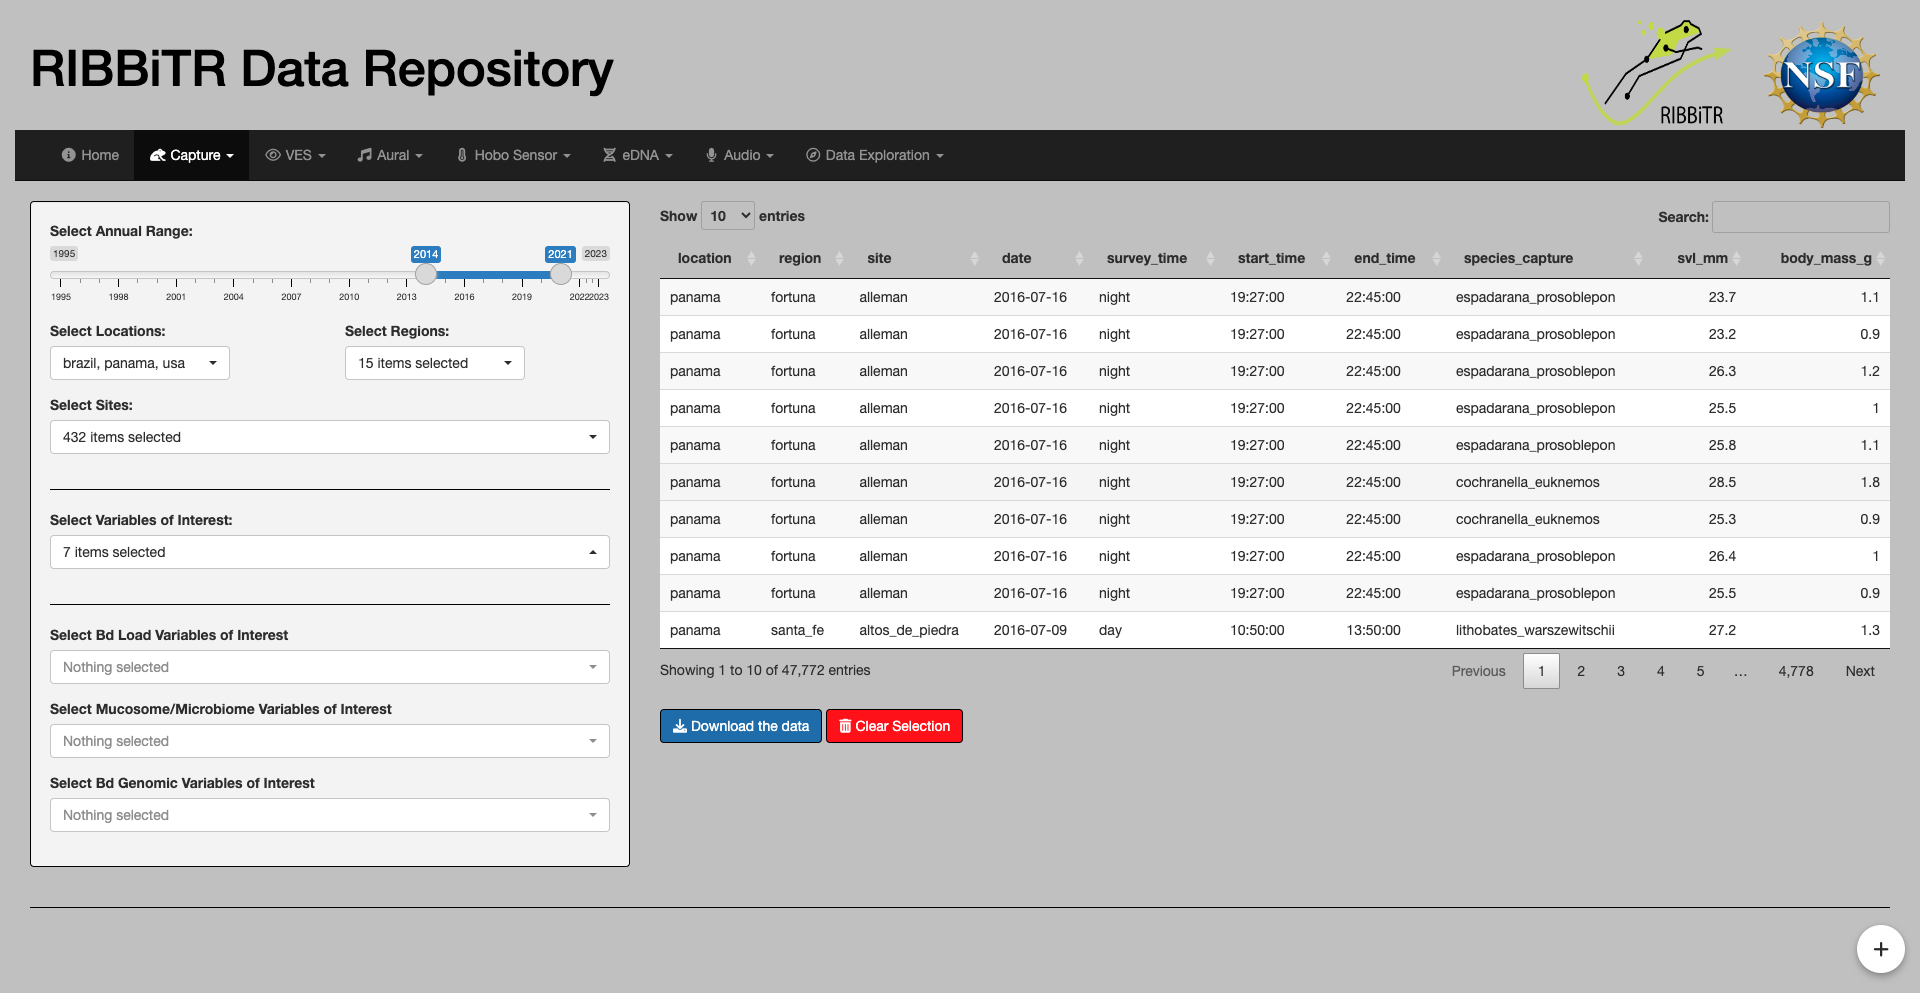 RIBBiTR Data Repository
RIBBiTR
NSF
Home Capture VES Aural Hobo Sensor eDNA Audio Data Exploration
Select Annual Range:
1995 2014 2021 2023
1995 1998 2001 2004 2007 2010 2013 2016 2019 2022 2023
Select Locations: Select Regions:
brazil, panama, usa 15 items selected
Select Sites:
432 items selected
Select Variables of Interest:
7 items selected
Select Bd Load Variables of Interest
Nothing selected
Select Mucosome/Microbiome Variables of Interest
Nothing selected
Select Bd Genomic Variables of Interest
Nothing selected
Show 10 entries Search:
location region site date survey_time start_time end_time species_capture svl_mm body_mass_g
panama fortuna alleman 2016-07-16 night 19:27:00 22:45:00 espadarana_prosoblepon 23.7 1.1
panama fortuna alleman 2016-07-16 night 19:27:00 22:45:00 espadarana_prosoblepon 23.2 0.9
panama fortuna alleman 2016-07-16 night 19:27:00 22:45:00 espadarana_prosoblepon 26.3 1.2
panama fortuna alleman 2016-07-16 night 19:27:00 22:45:00 espadarana_prosoblepon 25.5 1
panama fortuna alleman 2016-07-16 night 19:27:00 22:45:00 espadarana_prosoblepon 25.8 1.1
panama fortuna alleman 2016-07-16 night 19:27:00 22:45:00 cochranella_euknemos 28.5 1.8
panama fortuna alleman 2016-07-16 night 19:27:00 22:45:00 cochranella_euknemos 25.3 0.9
panama fortuna alleman 2016-07-16 night 19:27:00 22:45:00 espadarana_prosoblepon 26.4 1
panama fortuna alleman 2016-07-16 night 19:27:00 22:45:00 espadarana_prosoblepon 25.5 0.9
panama santa_fe altos_de_piedra 2016-07-09 day 10:50:00 13:50:00 lithobates_warszewitschii 27.2 1.3
Showing 1 to 10 of 47,772 entries Previous 1 2 3 4 5 … 4,778 Next
Download the data Clear Selection
+